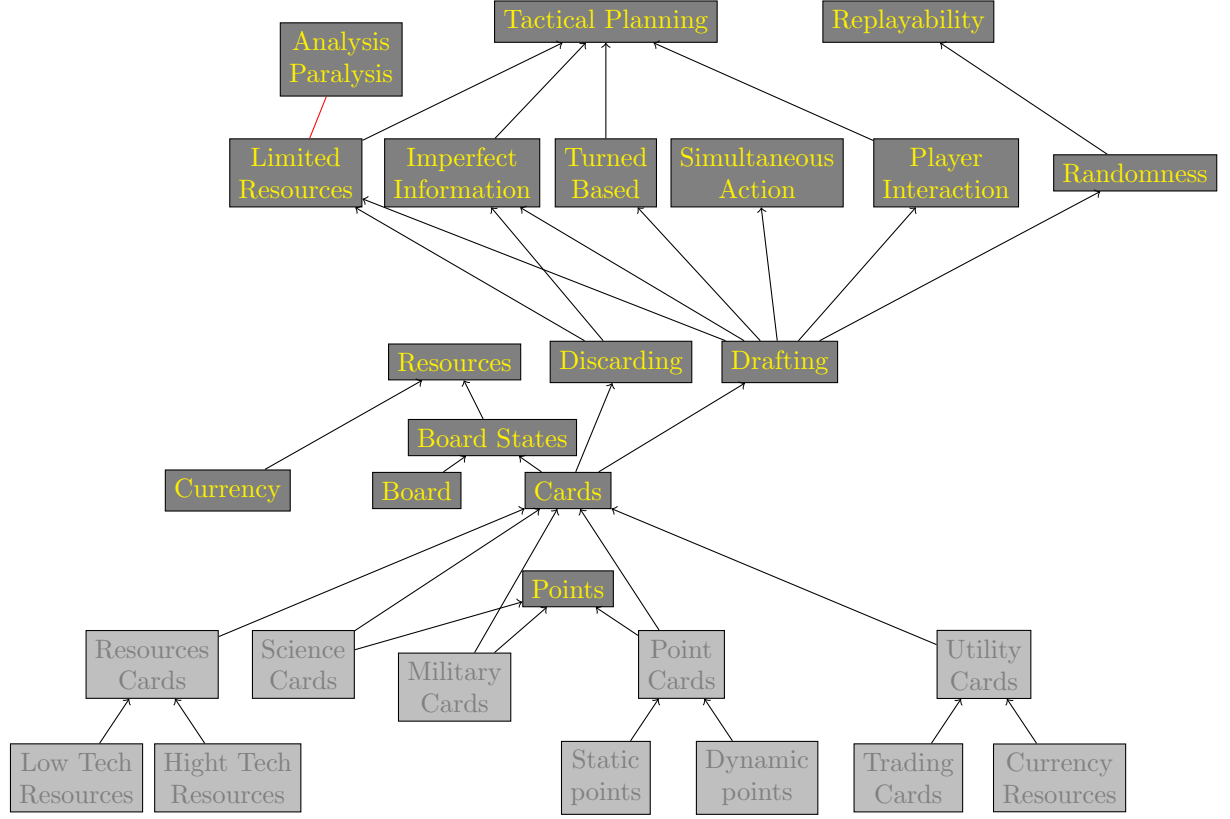 Tactical Planning
Replayability
Analysis
Paralysis
Limited
Resources
Imperfect
Information
Turned
Based
Simultaneous
Action
Player
Interaction
Randomness
Resources
Discarding
Drafting
Board States
Currency
Board
Cards
Points
Resources
Cards
Science
Cards
Military
Cards
Point
Cards
Utility
Cards
Low Tech
Resources
Hight Tech
Resources
Static
points
Dynamic
points
Trading
Cards
Currency
Resources